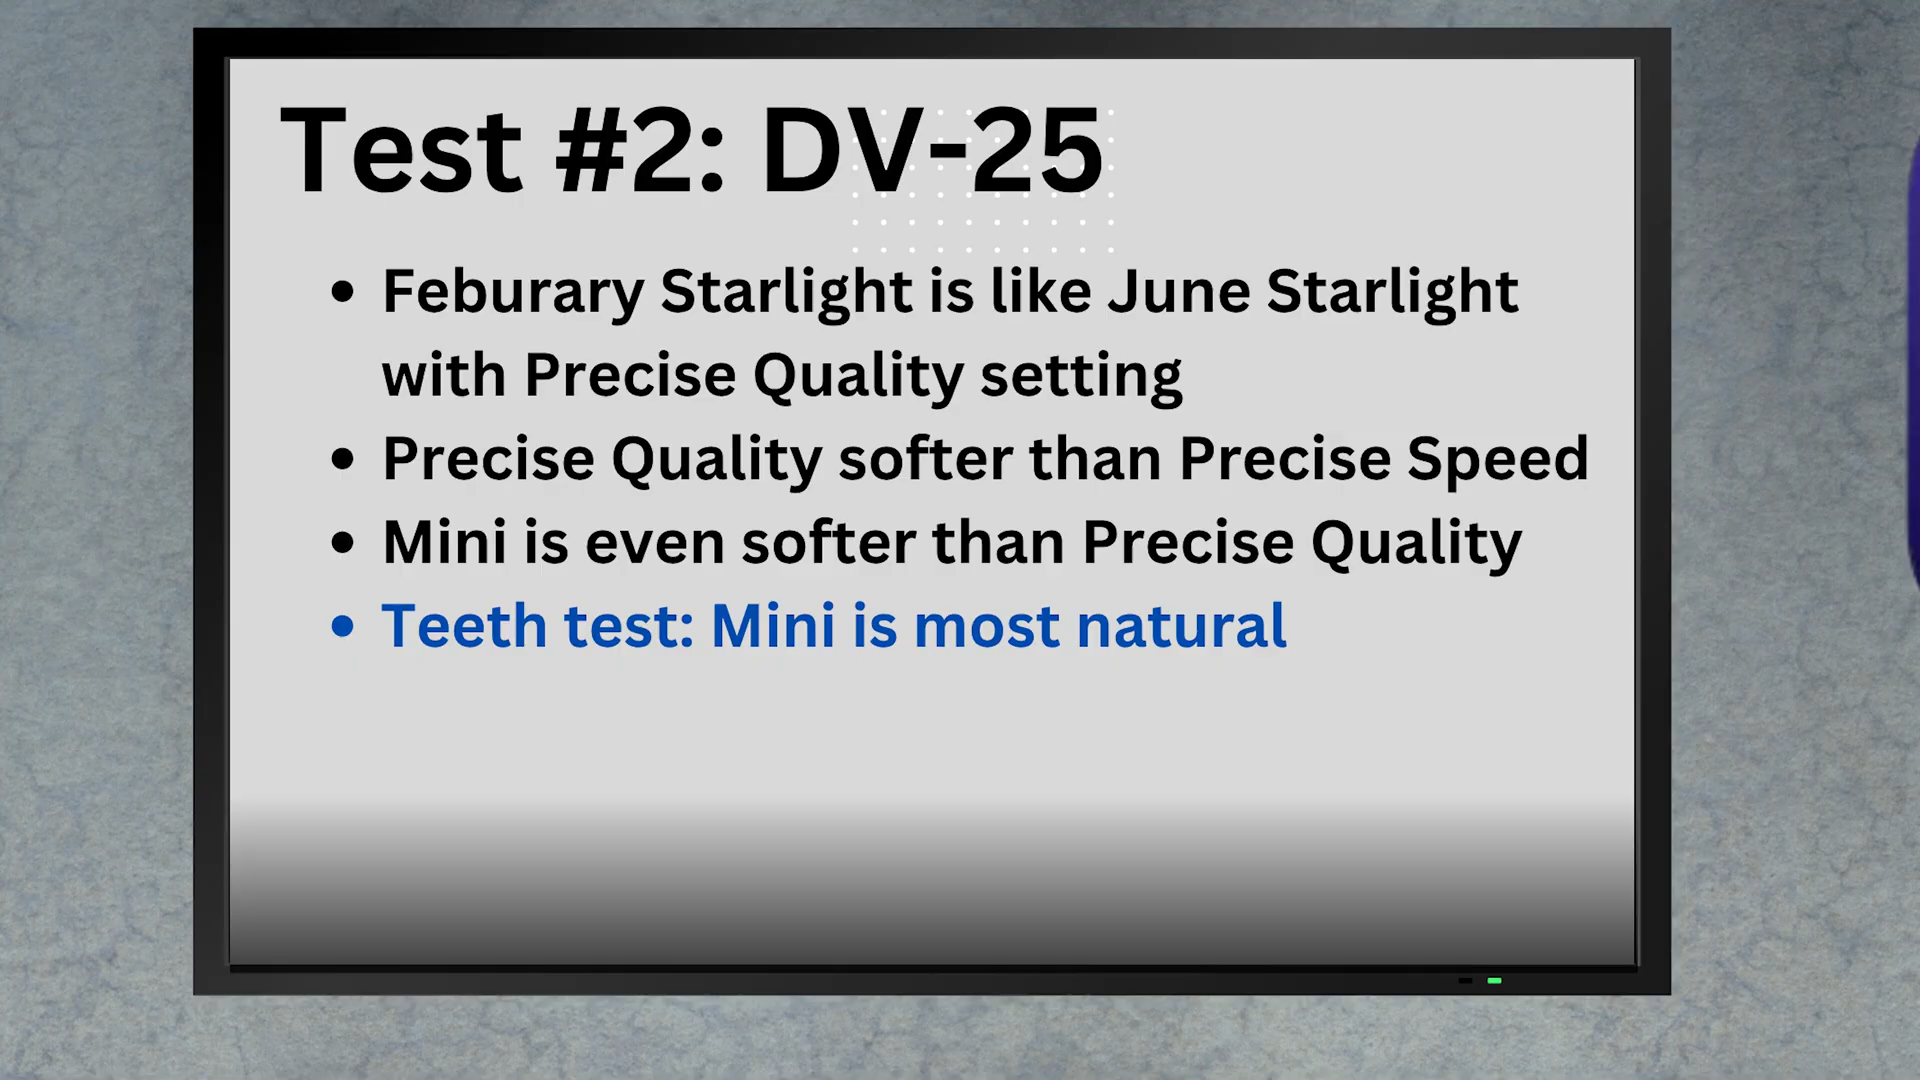 Test #2: DV-25
• Feburary Starlight is like June Starlight
with Precise Quality setting
• Precise Quality softer than Precise Speed
• Mini is even softer than Precise Quality
• Teeth test: Mini is most natural